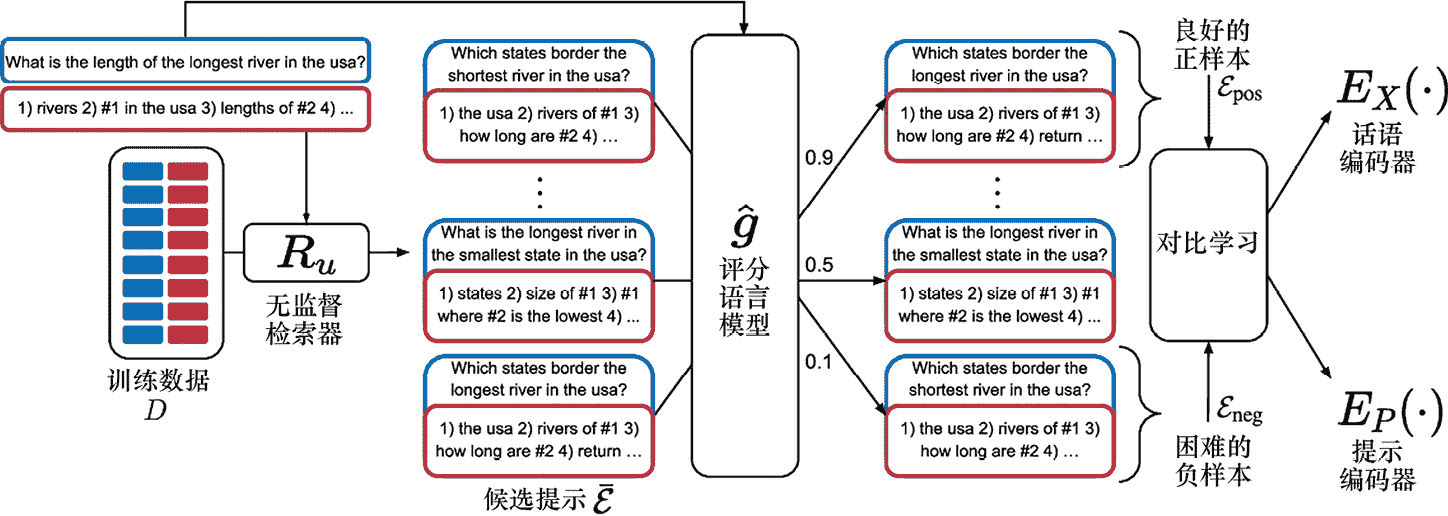 What is the length of the longest river in the usa?
1) rivers 2) #1 in the usa 3) lengths of #2 4) ...
训练数据
D
R_u
无监督
检索器
Which states border the
shortest river in the usa?
1) the usa 2) rivers of #1 3)
how long are #2 4) ...
⋮
What is the longest river in
the smallest state in the usa?
1) states 2) size of #1 3) #1
where #2 is the lowest 4) ...
Which states border the
longest river in the usa?
1) the usa 2) rivers of #1 3)
how long are #2 4) return ...
候选提示 ℰ̄
ĝ
评分
语言
模型
0.9
0.5
0.1
Which states border the
longest river in the usa?
1) the usa 2) rivers of #1 3)
how long are #2 4) return ...
⋮
What is the longest river in
the smallest state in the usa?
1) states 2) size of #1 3) #1
where #2 is the lowest 4) ...
Which states border the
shortest river in the usa?
1) the usa 2) rivers of #1 3)
how long are #2 4) ...
良好的
正样本
ℰ_pos
对比学习
ℰ_neg
困难的
负样本
E_X(·)
话语
编码器
E_P(·)
提示
编码器